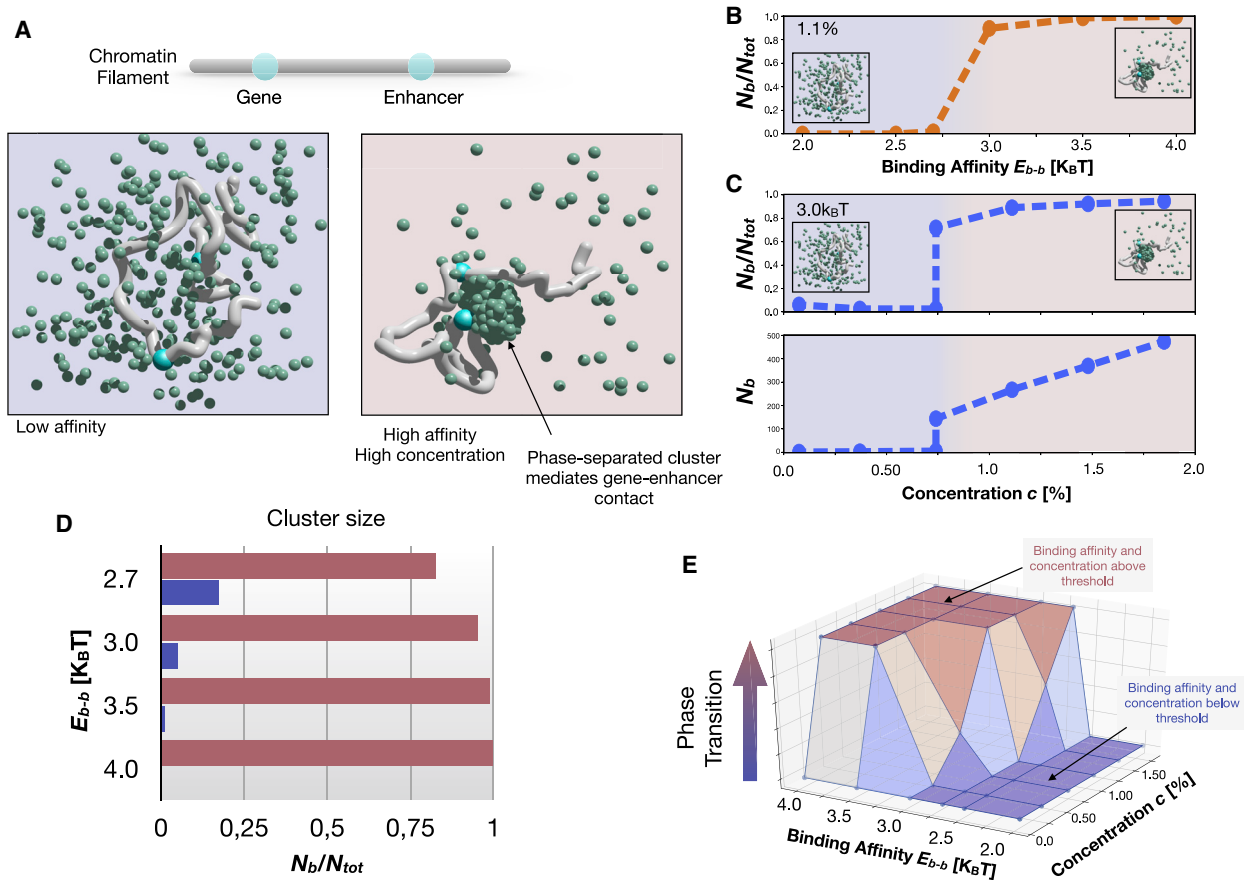 A
Chromatin
Filament
Gene
Enhancer
Low affinity
High affinity
High concentration
Phase-separated cluster
mediates gene-enhancer
contact
B
1.1%
N_b/N_tot
1.0
0.8
0.6
0.4
0.2
0.0
2.0 2.5 3.0 3.5 4.0
Binding Affinity E_b-b [K_BT]
C
3.0k_BT
N_b/N_tot
1.0
0.8
0.6
0.4
0.2
0,0
N_b
500
400
300
200
100
0
0.0 0.50 1.0 1.50 2.0
Concentration c [%]
D
Cluster size
E_b-b [K_BT]
2.7
3.0
3.5
4.0
0 0,25 0,5 0,75 1
N_b/N_tot
E
Binding affinity and
concentration above
threshold
Binding affinity and
concentration below
threshold
Phase
Transition
4.0 3.5 3.0 2.5 2.0
Binding Affinity E_b-b [K_BT]
0.0 0.50 1.00 1.50
Concentration c [%]